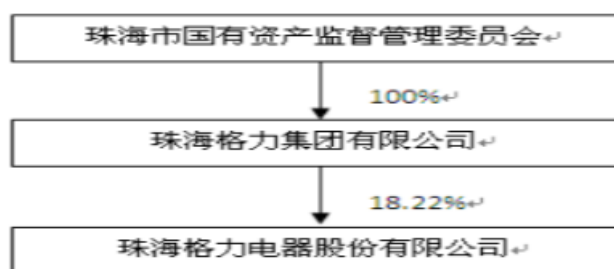 珠海市国有资产监督管理委员会
100%
珠海格力集团有限公司
18.22%
珠海格力电器股份有限公司